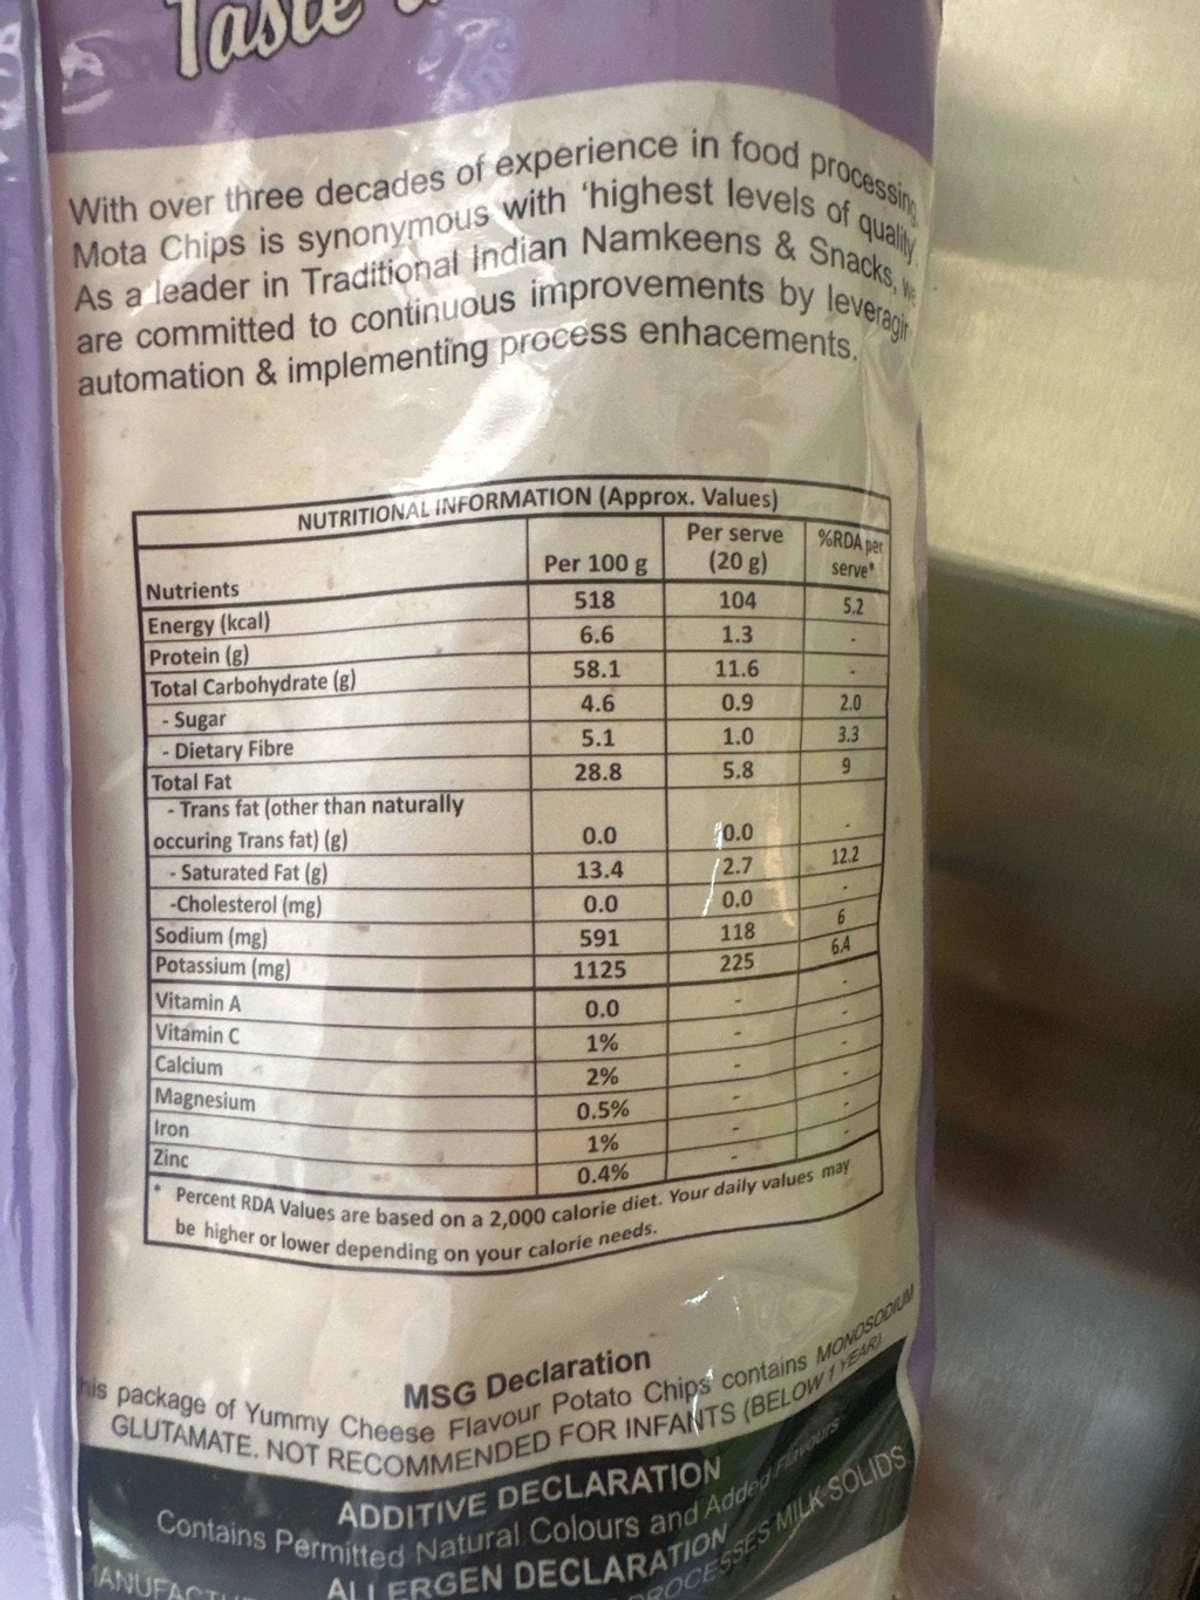 Taste
With over three decades of experience in food processing,
Mota Chips is synonymous with 'highest levels of quality'.
As a leader in Traditional Indian Namkeens & Snacks, we
are committed to continuous improvements by
automation & implementing process enhacements.
NUTRITIONAL INFORMATION (Approx. Values)
Nutrients Per 100 g Per serve (20 g) %RDA per serve*
Energy (kcal) 518 104 5.2
Protein (g) 6.6 1.3 -
Total Carbohydrate (g) 58.1 11.6 -
- Sugar 4.6 0.9 2.0
- Dietary Fibre 5.1 1.0 3.3
Total Fat 28.8 5.8 9
- Trans fat (other than naturally
occuring Trans fat) (g) 0.0 0.0 -
- Saturated Fat (g) 13.4 2.7 12.2
-Cholesterol (mg) 0.0 0.0 -
Sodium (mg) 591 118 6
Potassium (mg) 1125 225 6.4
Vitamin A 0.0 - -
Vitamin C 1% - -
Calcium 2% - -
Magnesium 0.5% - -
Iron 1% - -
Zinc 0.4% - -
* Percent RDA Values are based on a 2,000 calorie diet. Your daily values may
be higher or lower depending on your calorie needs.
MSG Declaration
his package of Yummy Cheese Flavour Potato Chips contains MONOSODIUM
GLUTAMATE. NOT RECOMMENDED FOR INFANTS (BELOW 1 YEAR).
ADDITIVE DECLARATION
Contains Permitted Natural Colours and Added Flavours
ALLERGEN DECLARATION
PROCESSES MILK SOLIDS